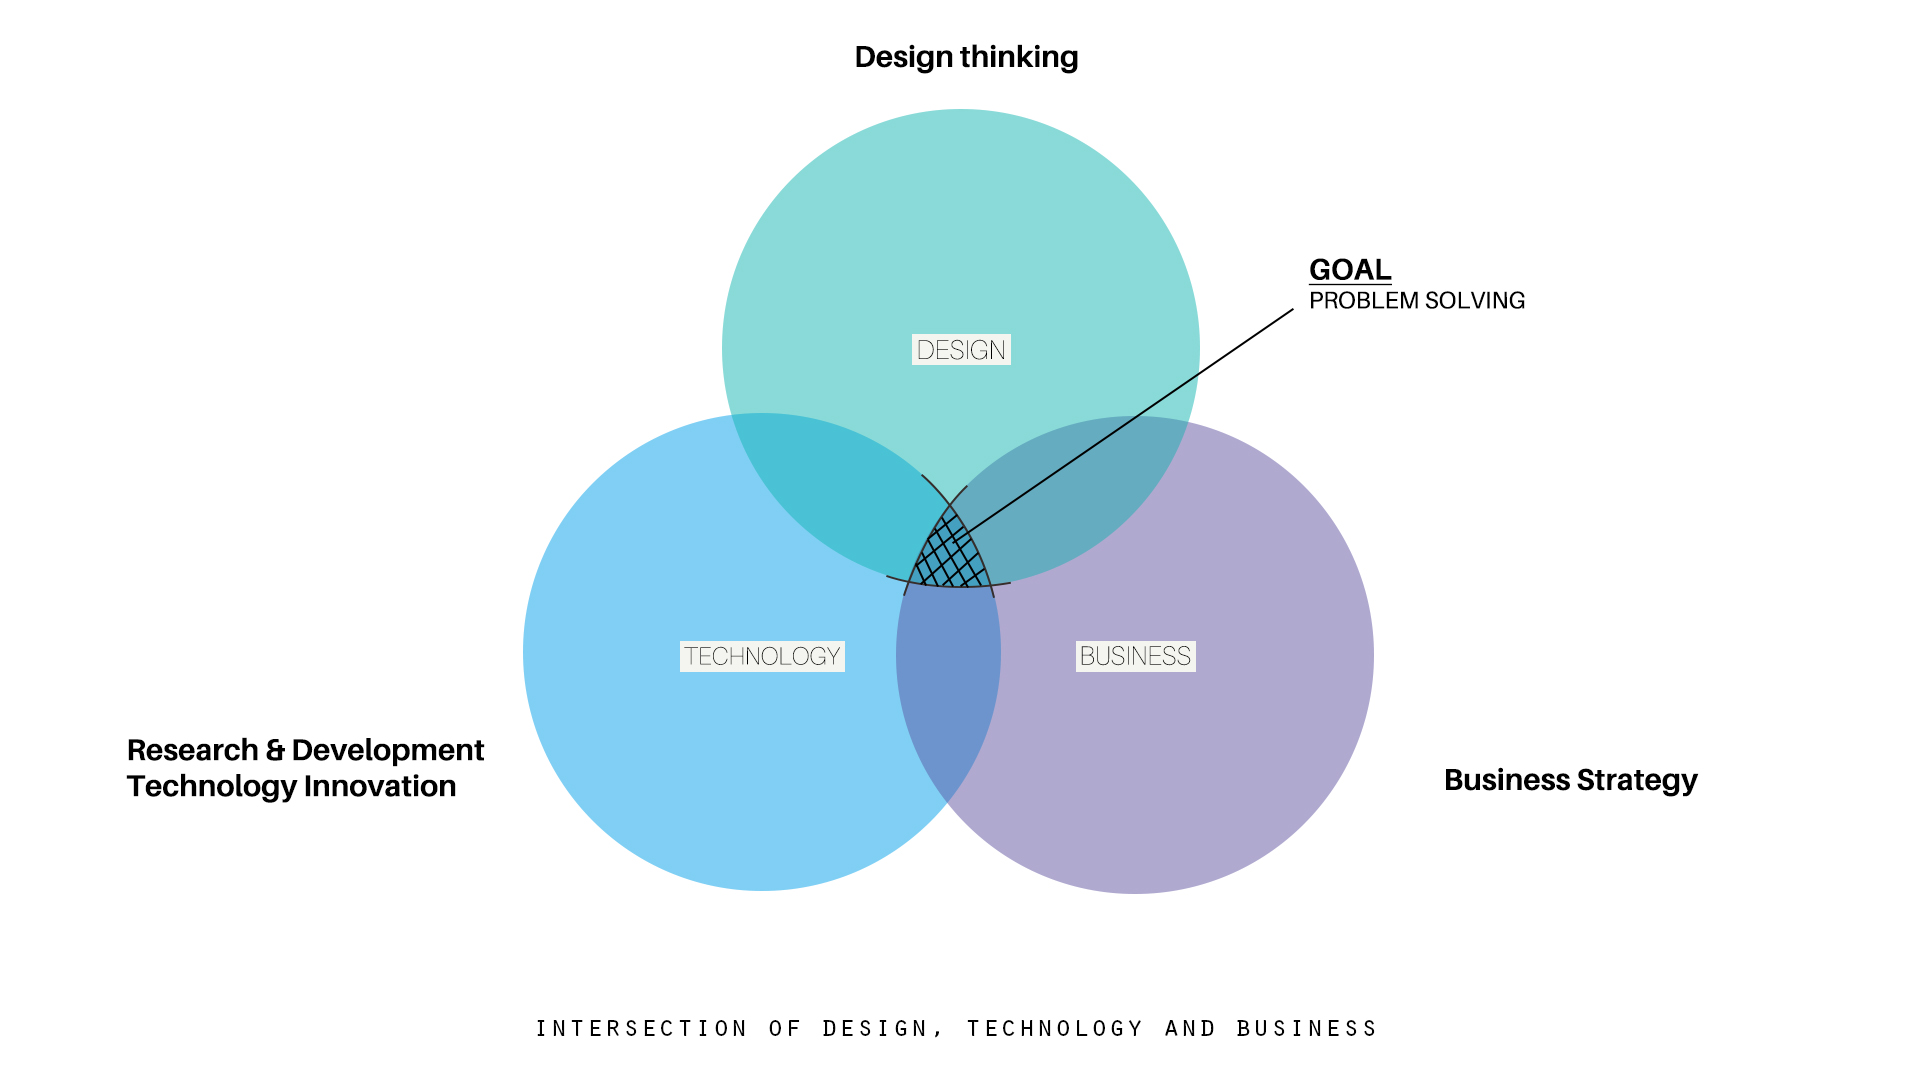 Design thinking
GOAL
PROBLEM SOLVING
DESIGN
TECHNOLOGY
BUSINESS
Research & Development
Technology Innovation
Business Strategy
INTERSECTION OF DESIGN, TECHNOLOGY AND BUSINESS